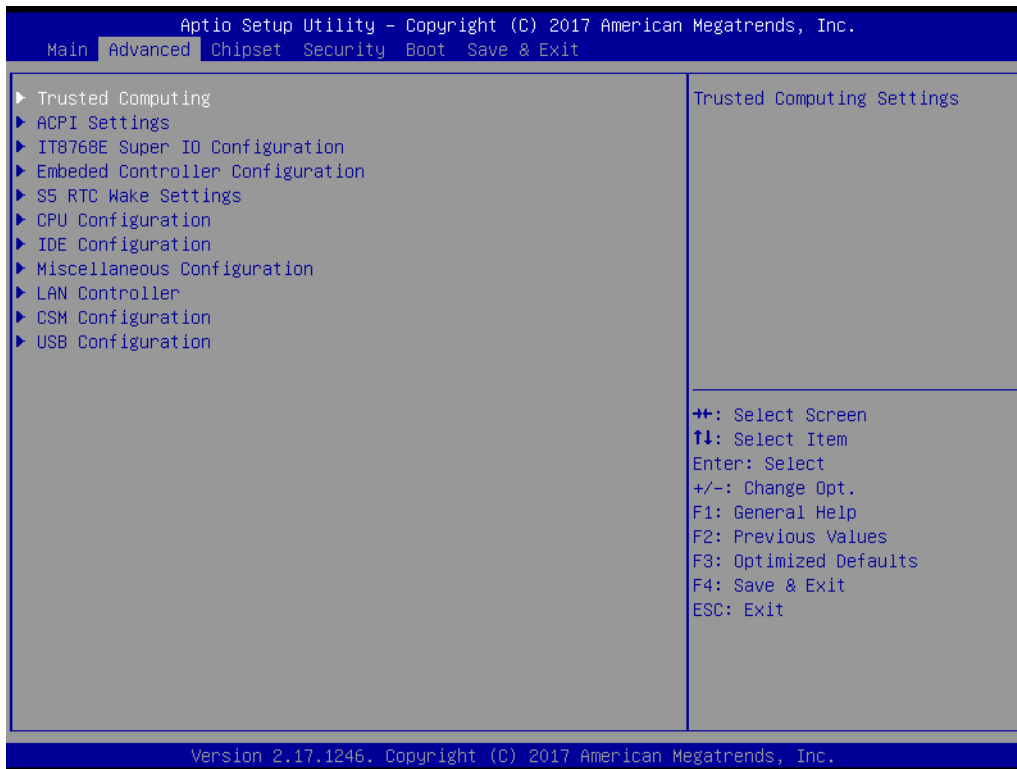 Aptio Setup Utility – Copyright (C) 2017 American Megatrends, Inc.
Main Advanced Chipset Security Boot Save & Exit
Trusted Computing
ACPI Settings
IT8768E Super IO Configuration
Embeded Controller Configuration
S5 RTC Wake Settings
CPU Configuration
IDE Configuration
Miscellaneous Configuration
LAN Controller
CSM Configuration
USB Configuration
Trusted Computing Settings
→←: Select Screen
↑↓: Select Item
Enter: Select
+/-: Change Opt.
F1: General Help
F2: Previous Values
F3: Optimized Defaults
F4: Save & Exit
ESC: Exit
Version 2.17.1246. Copyright (C) 2017 American Megatrends, Inc.